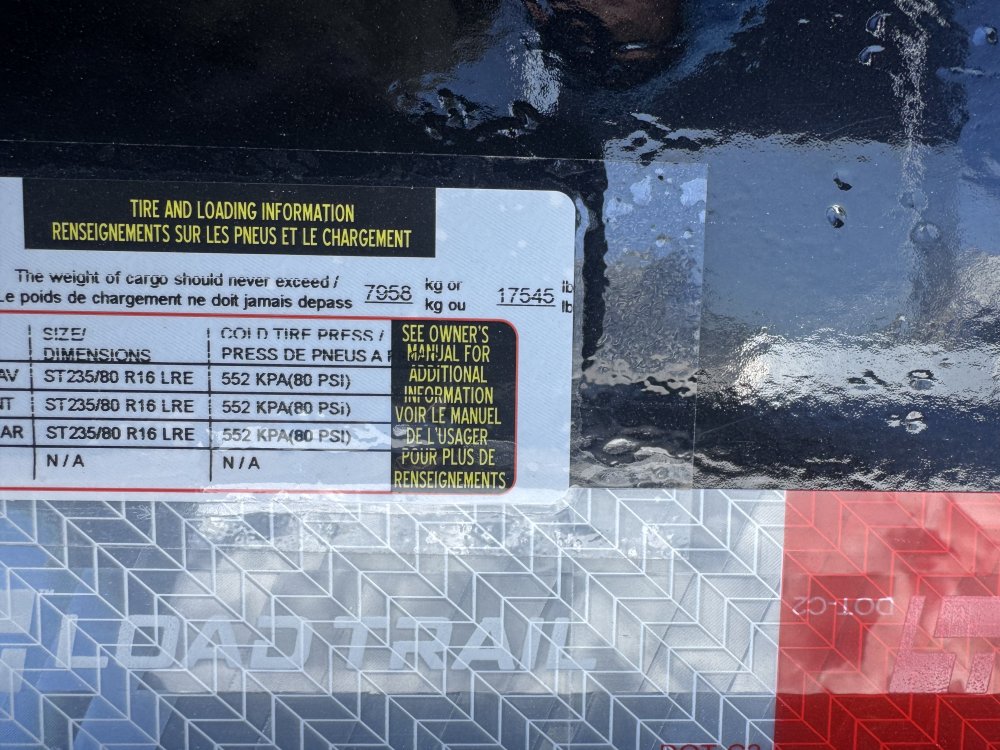 TIRE AND LOADING INFORMATION
RENSEIGNEMENTS SUR LES PNEUS ET LE CHARGEMENT
The weight of cargo should never exceed / 7958 kg or 17545 lb
Le poids de chargement ne doit jamais depass kg ou lb
SIZE/ COLD TIRE PRESS /
DIMENSIONS PRESS DE PNEUS A F
AV ST235/80 R16 LRE 552 KPA(80 PSI)
NT ST235/80 R16 LRE 552 KPA(80 PSi)
AR ST235/80 R16 LRE 552 KPA(80 PSI)
N / A N / A
SEE OWNER'S
MANUAL FOR
ADDITIONAL
INFORMATION
VOIR LE MANUEL
DE L'USAGER
POUR PLUS DE
RENSEIGNEMENTS
LOAD TRAIL
DOT-C2
LT
DOT-C2